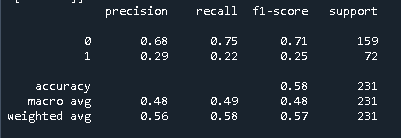 precision recall f1-score support
0 0.68 0.75 0.71 159
1 0.29 0.22 0.25 72
accuracy 0.58 231
macro avg 0.48 0.49 0.48 231
weighted avg 0.56 0.58 0.57 231